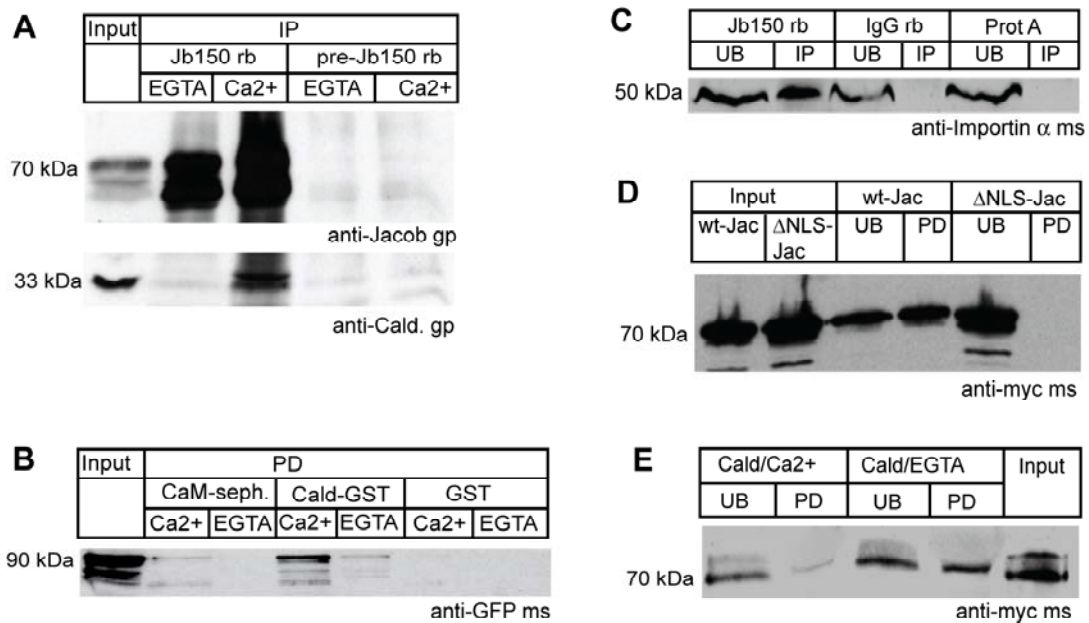 A
Input IP
Jb150 rb pre-Jb150 rb
EGTA Ca2+ EGTA Ca2+
70 kDa
anti-Jacob gp
33 kDa
anti-Cald. gp
B
Input PD
CaM-seph. Cald-GST GST
Ca2+ EGTA Ca2+ EGTA Ca2+ EGTA
90 kDa
anti-GFP ms
C
Jb150 rb IgG rb Prot A
UB IP UB IP UB IP
50 kDa
anti-Importin α ms
D
Input wt-Jac ΔNLS-Jac
wt-Jac ΔNLS- UB PD UB PD
Jac
70 kDa
anti-myc ms
E
Cald/Ca2+ Cald/EGTA Input
UB PD UB PD
70 kDa
anti-myc ms